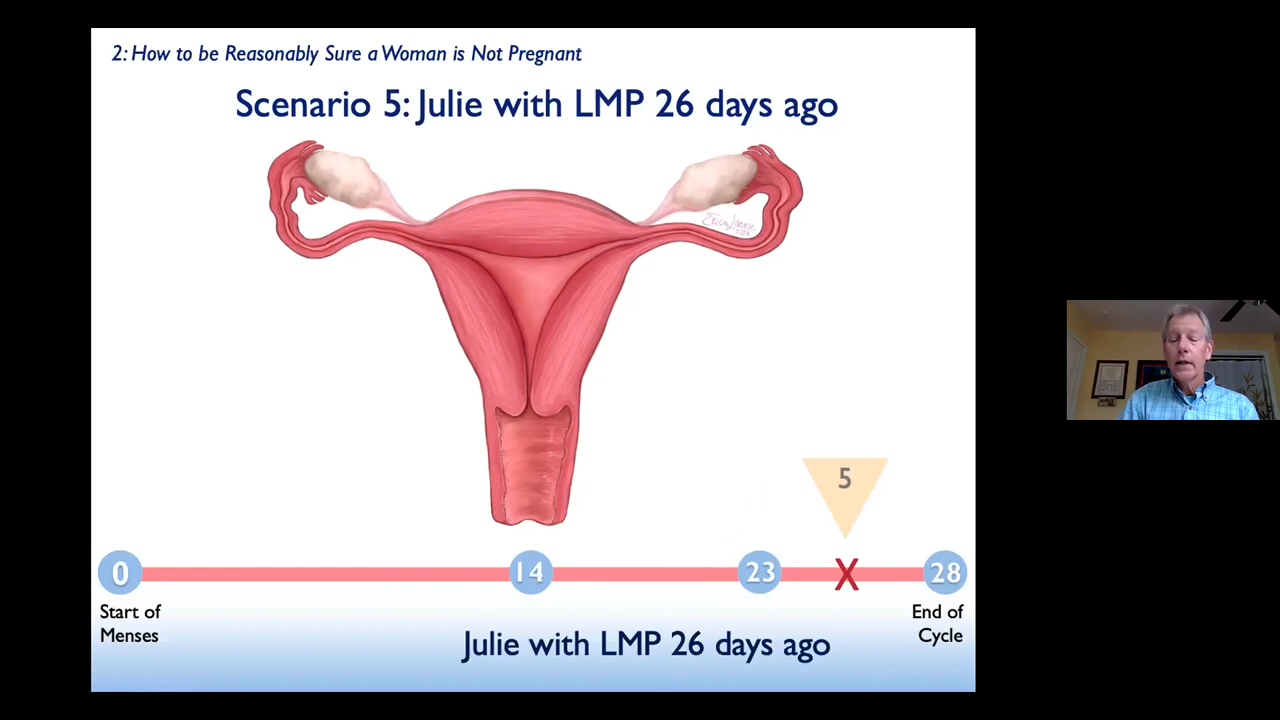 2: How to be Reasonably Sure a Woman is Not Pregnant
Scenario 5: Julie with LMP 26 days ago
5
0
14
23
X
28
Start of
Menses
End of
Cycle
Julie with LMP 26 days ago